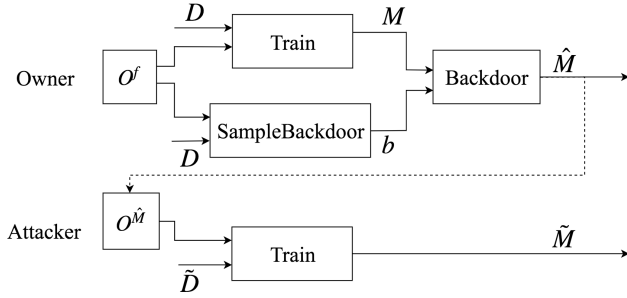 D
Train
M
Owner
O^f
Backdoor
M̂
SampleBackdoor
D
b
Attacker
O^M̂
Train
M̃
D̃